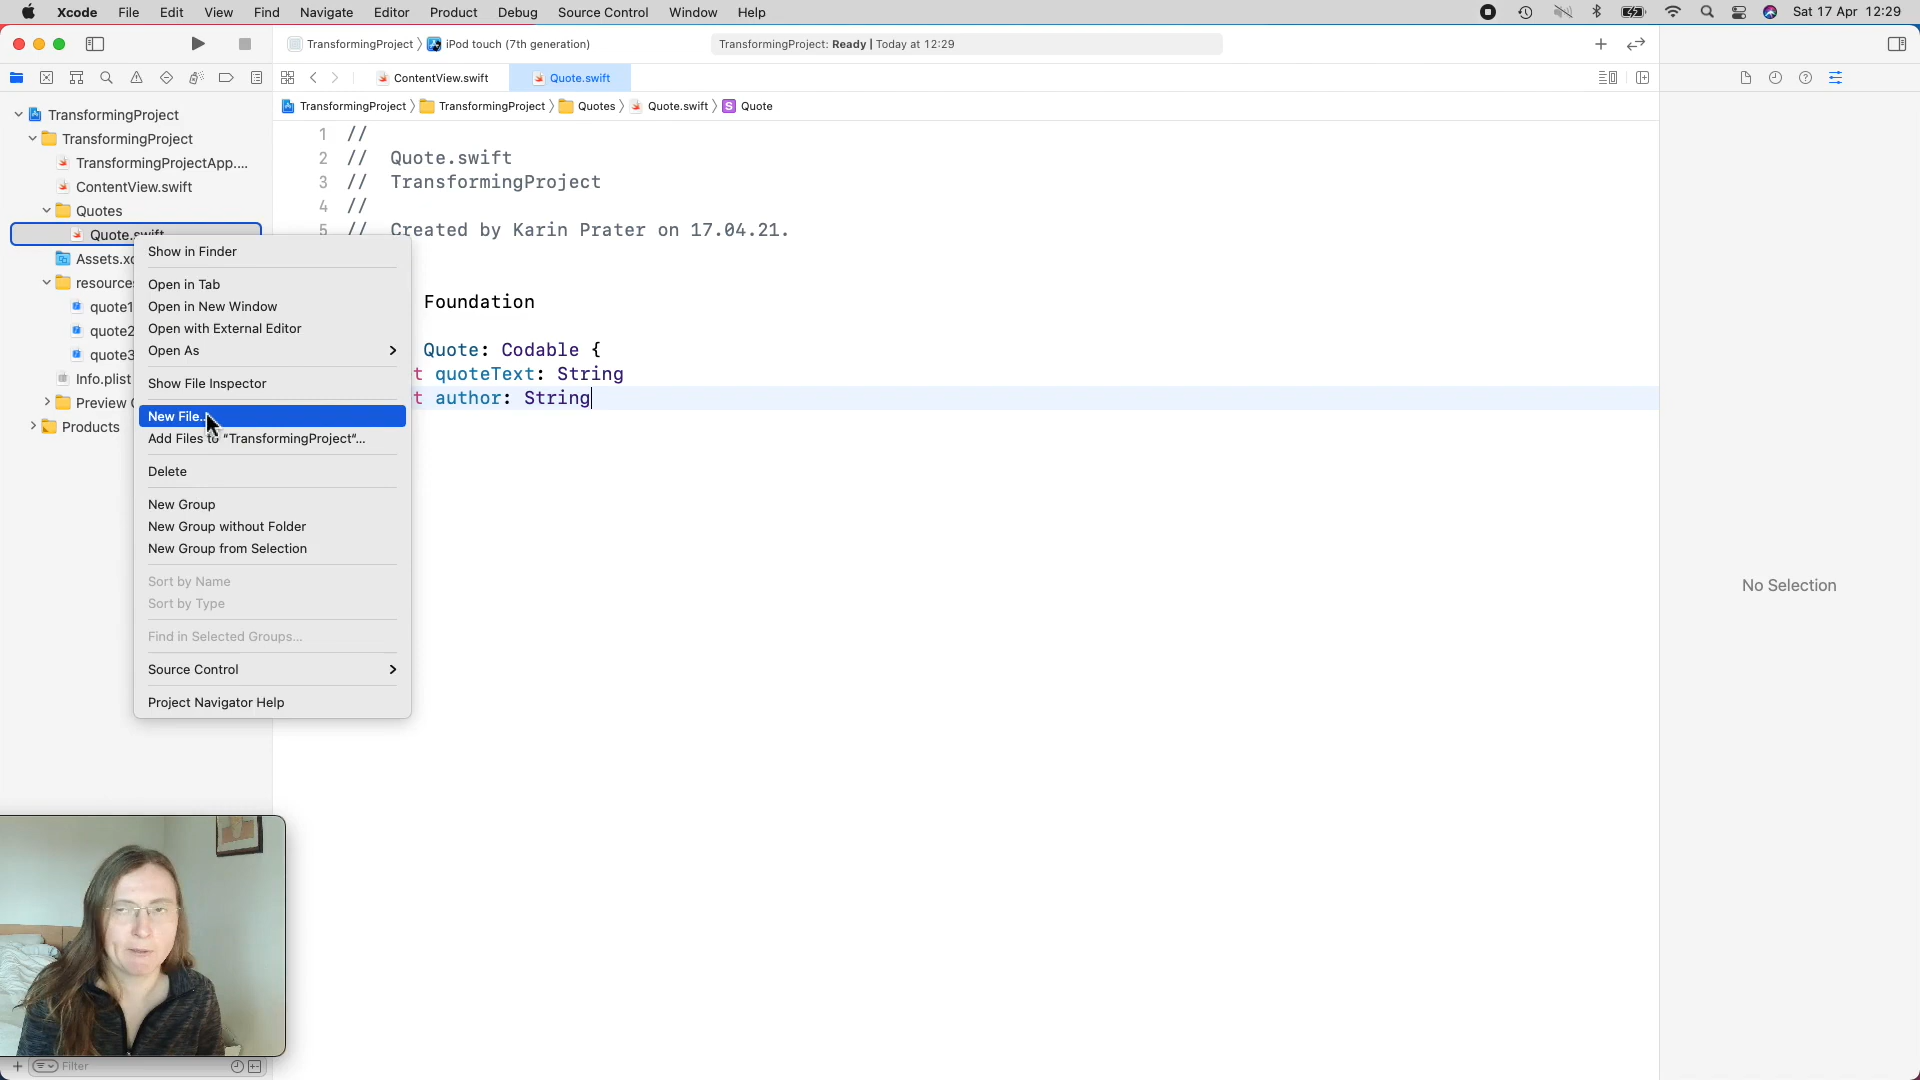 Xcode File Edit View Find Navigate Editor Product Debug Source Control Window Help Sat 17 Apr 12:29
TransformingProject iPod touch (7th generation) TransformingProject: Ready | Today at 12:29
ContentView.swift Quote.swift
TransformingProject TransformingProject Quotes Quote.swift S Quote
TransformingProject
TransformingProject
TransformingProjectApp....
ContentView.swift
Quotes
Quote.swift
Assets.xc
resources
quote1
quote2
quote3
Info.plist
Preview C
Products
1 //
2 // Quote.swift
3 // TransformingProject
4 //
5 // Created by Karin Prater on 17.04.21.
Foundation
Quote: Codable {
t quoteText: String
t author: String
Show in Finder
Open in Tab
Open in New Window
Open with External Editor
Open As
Show File Inspector
New File...
Add Files to "TransformingProject"...
Delete
New Group
New Group without Folder
New Group from Selection
Sort by Name
Sort by Type
Find in Selected Groups...
Source Control
Project Navigator Help
No Selection
Filter